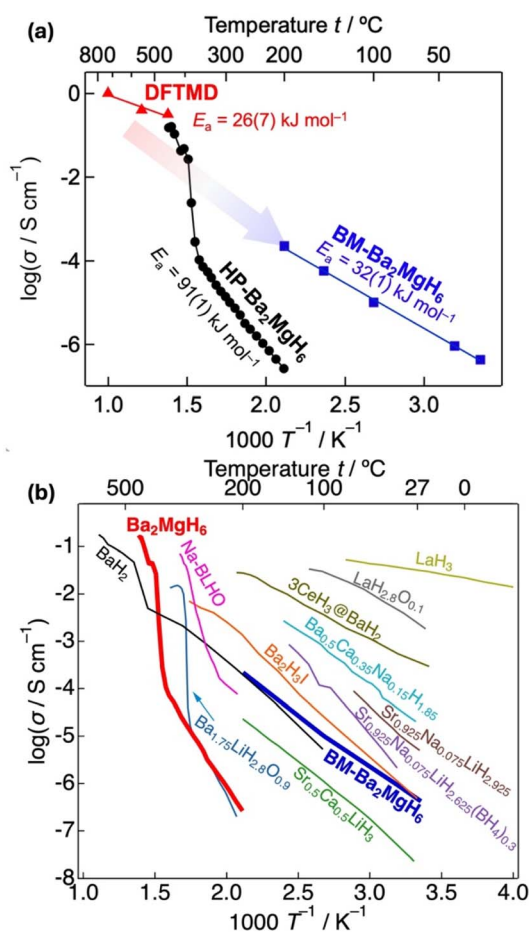 (a)
Temperature t / ºC
800 400 200 100 50
0
-2
-4
-6
log(σ / S cm⁻¹)
DFTMD
Eₐ = 26(7) kJ mol⁻¹
HP-Ba₂MgH₆
Eₐ = 91(1) kJ mol⁻¹
BM-Ba₂MgH₆
Eₐ = 32(1) kJ mol⁻¹
1.0 1.5 2.0 2.5 3.0
1000 T⁻¹ / K⁻¹
(b)
Temperature t / ºC
500 200 100 27 0
-1
-2
-3
-4
-5
-6
-7
-8
log(σ / S cm⁻¹)
Ba₂MgH₆
BaH₂
Na-BLHO
LaH₃
LaH₂.₈O₀.₁
3CeH₃@BaH₂
Ba₀.₅Ca₀.₃₅Na₀.₁₅H₁.₈₅
Ba₂H₃I
Sr₀.₉₂₅Na₀.₀₇₅LiH₂.₉₂₅
Sr₀.₉₂₅Na₀.₀₇₅LiH₂.₆₂₅(BH₄)₀.₃
Ba₁.₇₅LiH₂.₈O₀.₉
BM-Ba₂MgH₆
Sr₀.₅Ca₀.₅LiH₃
1.0 1.5 2.0 2.5 3.0 3.5 4.0
1000 T⁻¹ / K⁻¹